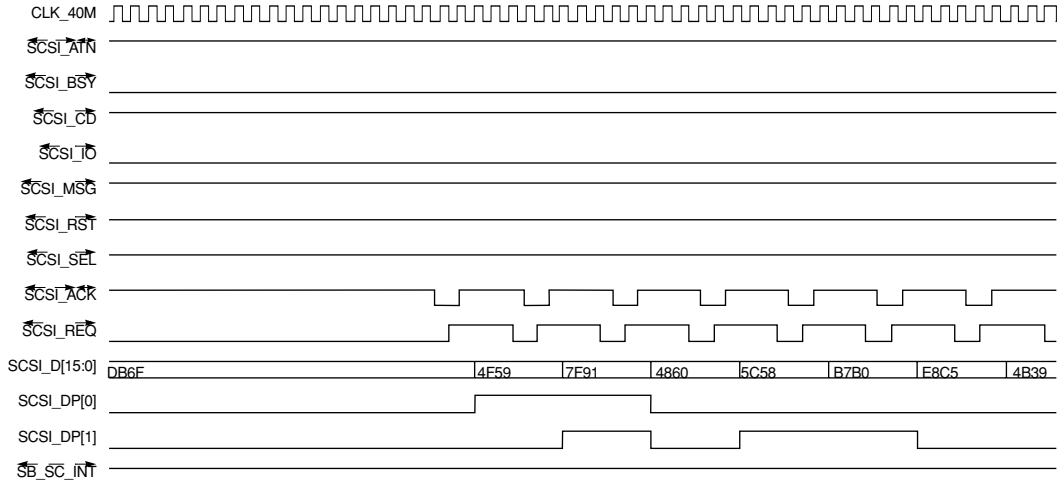 CLK_40M
SCSI_ATN
SCSI_BSY
SCSI_CD
SCSI_IO
SCSI_MSG
SCSI_RST
SCSI_SEL
SCSI_ACK
SCSI_REQ
SCSI_D[15:0] DB6F 4F59 7F91 4860 5C58 B7B0 E8C5 4B39
SCSI_DP[0]
SCSI_DP[1]
SB_SC_INT